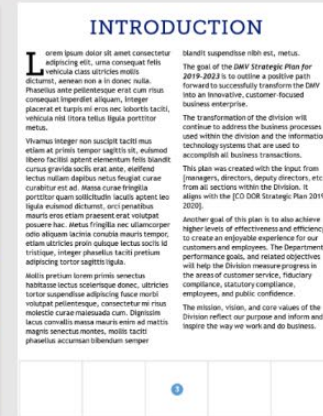 INTRODUCTION
Lorem ipsum dolor sit amet consectetur
adipiscing elit, uma consequat felis
vehicula class ultricies mollis
dictumst, aenean non a in donec nulla.
Phasellus ante pellentesque erat cum risus
consequat imperdiet aliquam, integer
placerat et turpis mi eros nec lobortis taciti,
vehicula nisl litora tellus ligula porttitor
metus.
Vivamus integer non suscipit taciti mus
etiam at primis tempor sagittis sit, euismod
libero facilisi aptent elementum felis blandit
cursus gravida sociis erat ante, eleifend
lectus nullam dapibus netus feugiat curae
curabitur est ad. Massa curae fringilla
porttitor quam sollicitudin iaculis aptent leo
ligula euismod dictumst, orci penatibus
mauris eros etiam praesent erat volutpat
posuere hac. Metus fringilla nec ullamcorper
odio aliquam lacinia conubia mauris tempor,
etiam ultricies proin quisque lectus sociis id
tristique, integer phasellus taciti pretium
adipiscing tortor sagittis ligula.
Mollis pretium lorem primis senectus
habitasse lectus scelerisque donec, ultricies
tortor suspendisse adipiscing fusce morbi
volutpat pellentesque, consectetur mi risus
molestie curae malesuada cum. Dignissim
lacus convallis massa mauris enim ad mattis
magnis senectus montes, mollis taciti
phasellus accumsan bibendum semper
blandit suspendisse nibh est, metus.
The goal of the DMV Strategic Plan for
2019-2023 is to outline a positive path
forward to successfully transform the DMV
into an innovative, customer-focused
business enterprise.
The transformation of the division will
continue to address the business processes
used within the division and the informatio
technology systems that are used to
accomplish all business transactions.
This plan was created with the input from
[managers, directors, deputy directors, etc
from all sections within the Division. It
aligns with the [CO DOR Strategic Plan 2019
2020].
Another goal of this plan is to also achieve
higher levels of effectiveness and efficienc
to create an enjoyable experience for our
customers and employees. The Department
performance goals, and related objectives
will help the Division measure progress in
the areas of customer service, fiduciary
compliance, statutory compliance,
employees, and public confidence.
The mission, vision, and core values of the
Division reflect our purpose and inform and
inspire the way we work and do business.
3